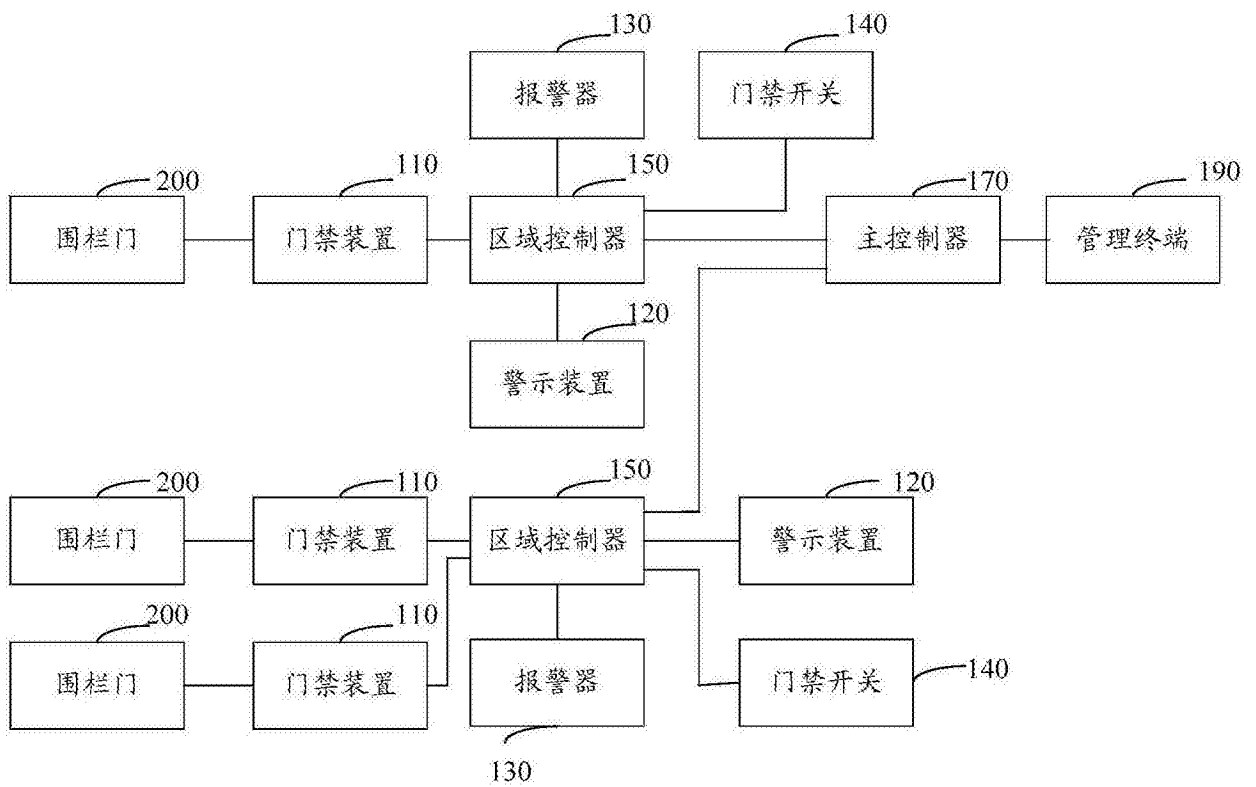 130
140
报警器
门禁开关
200
110
150
170
190
围栏门
门禁装置
区域控制器
主控制器
管理终端
120
警示装置
200
110
150
120
围栏门
门禁装置
区域控制器
警示装置
200
110
围栏门
门禁装置
报警器
门禁开关
140
130